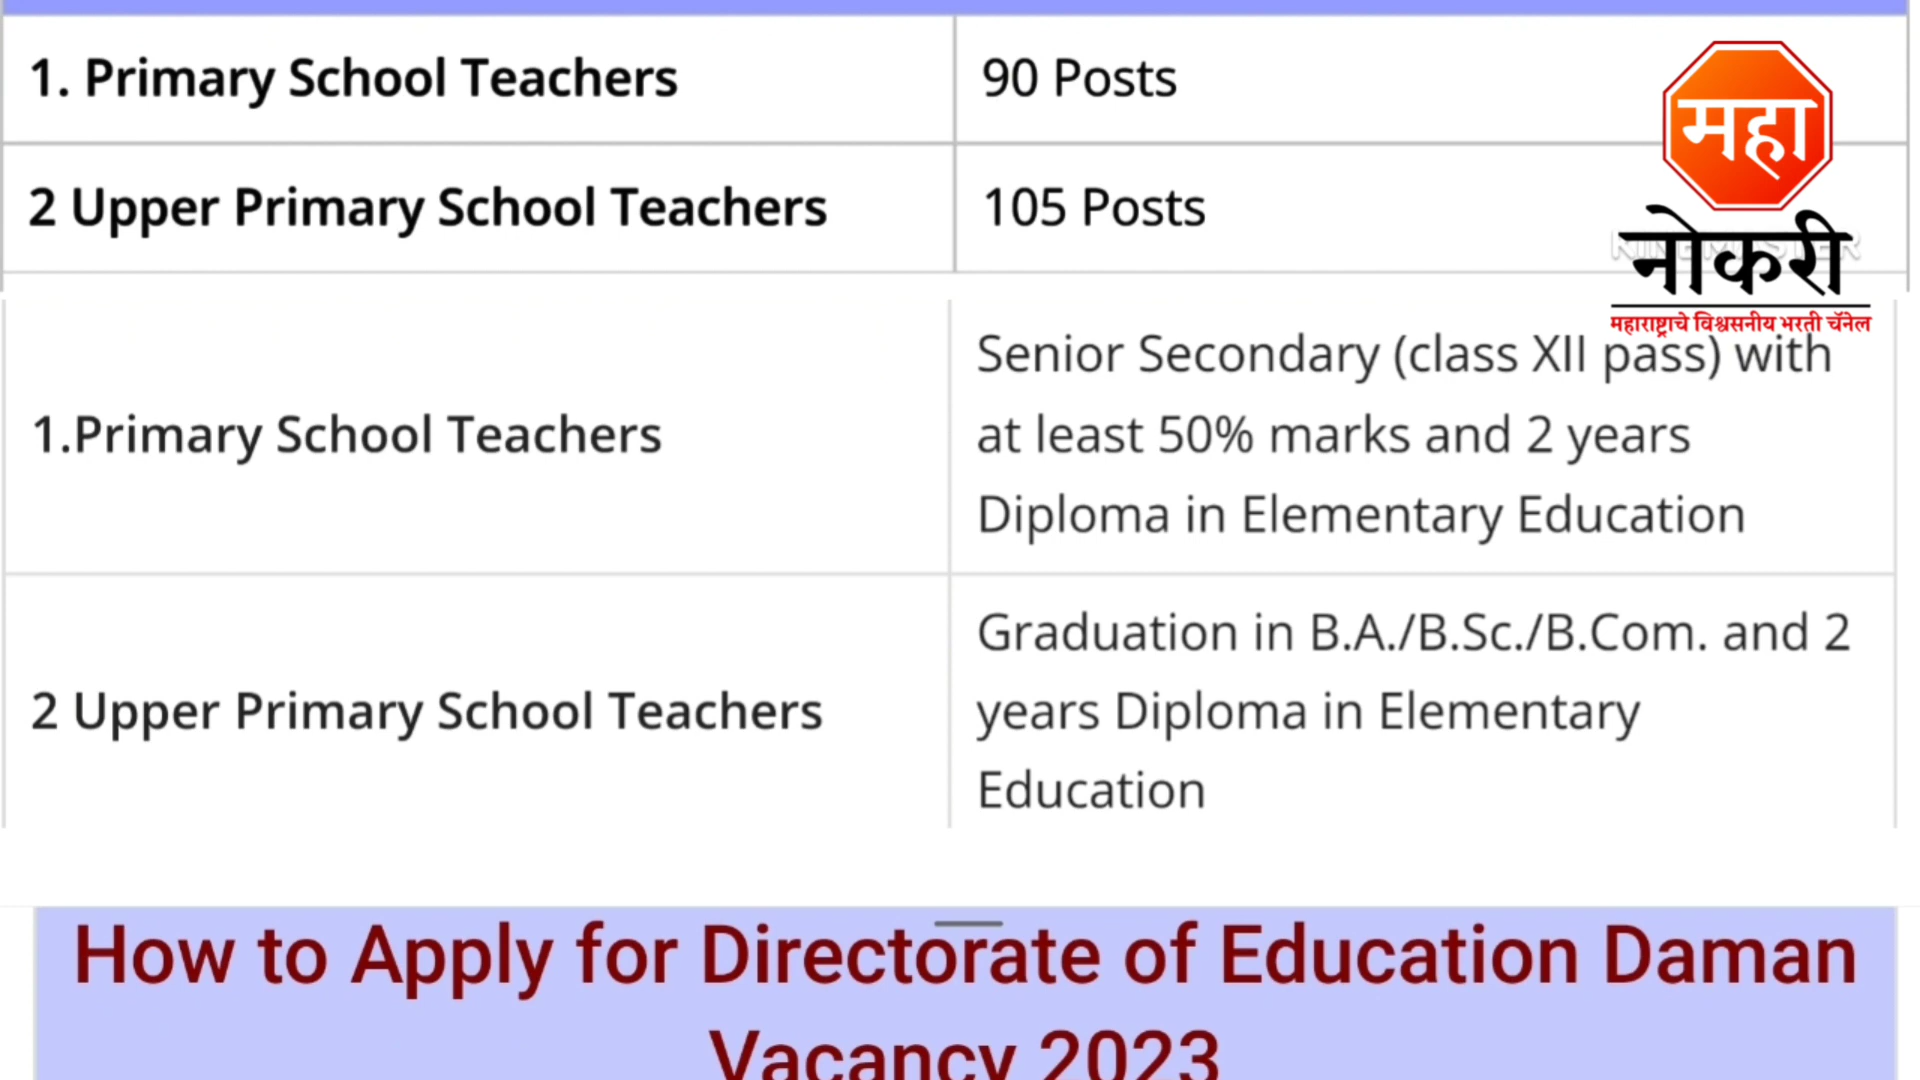 1. Primary School Teachers
90 Posts
2 Upper Primary School Teachers
105 Posts
महा
नोकरी
KINEMASTER
महाराष्ट्राचे विश्वसनीय भरती चॅनेल
1.Primary School Teachers
Senior Secondary (class XII pass) with
at least 50% marks and 2 years
Diploma in Elementary Education
2 Upper Primary School Teachers
Graduation in B.A./B.Sc./B.Com. and 2
years Diploma in Elementary
Education
How to Apply for Directorate of Education Daman
Vacancy 2023